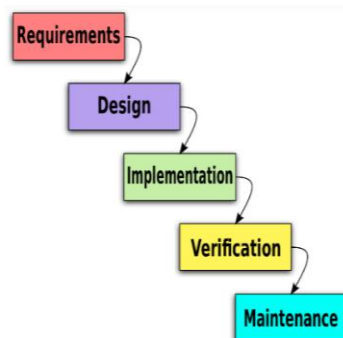 Requirements
Design
Implementation
Verification
Maintenance